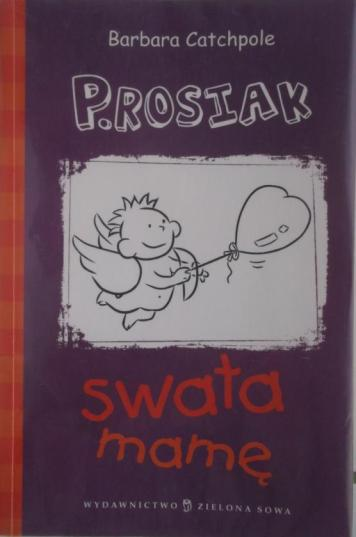 Barbara Catchpole
P.ROSIAK
swata
mamę
WYDAWNICTWO ZIELONA SOWA